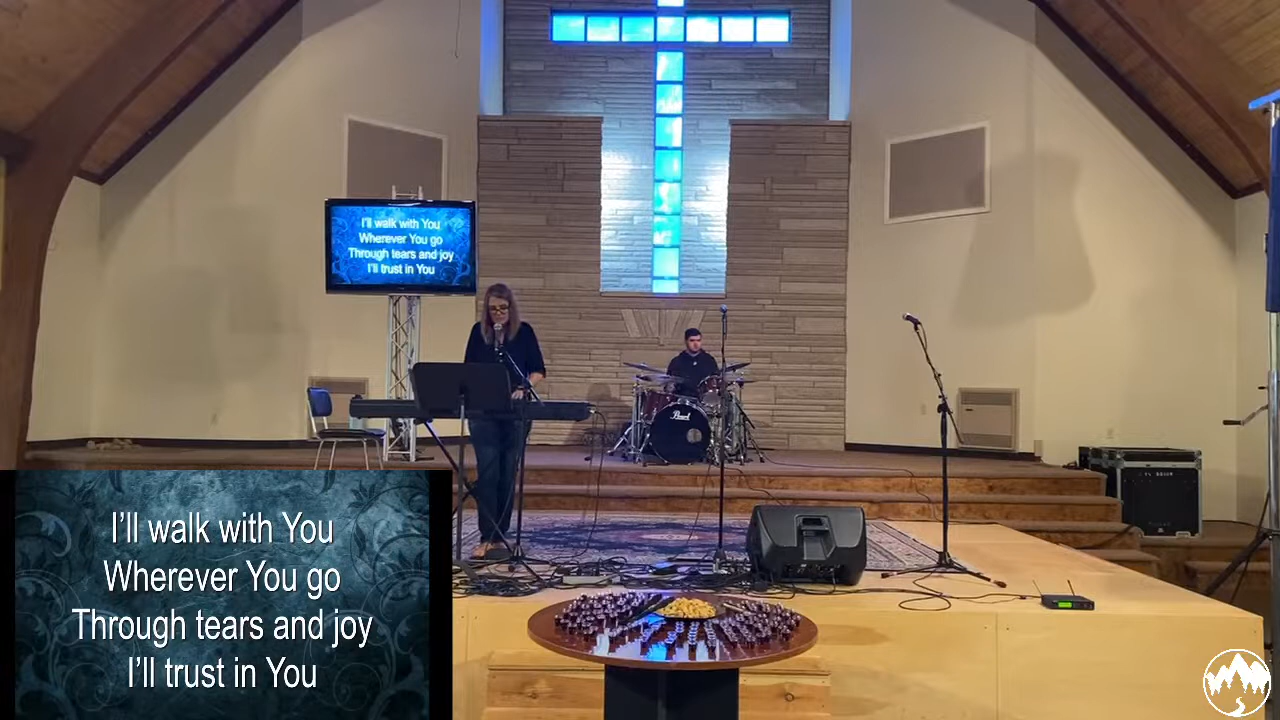 I'll walk with You
Wherever You go
Through tears and joy
I'll trust in You
Pearl
I'll walk with You
Wherever You go
Through tears and joy
I'll trust in You